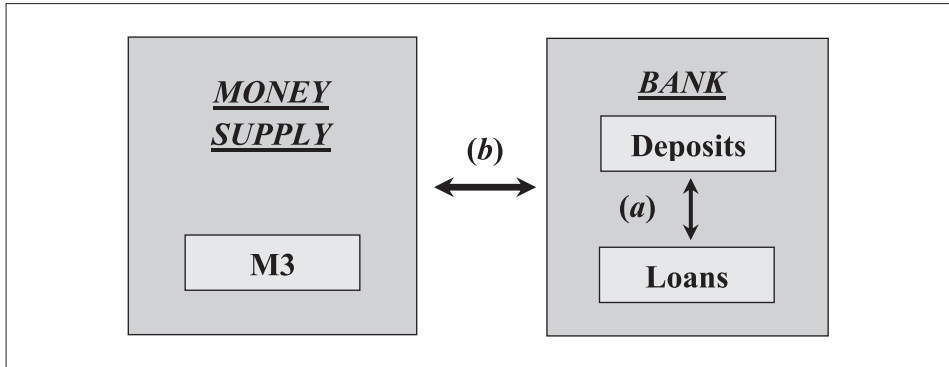 MONEY
SUPPLY
M3
(b)
BANK
Deposits
(a)
Loans